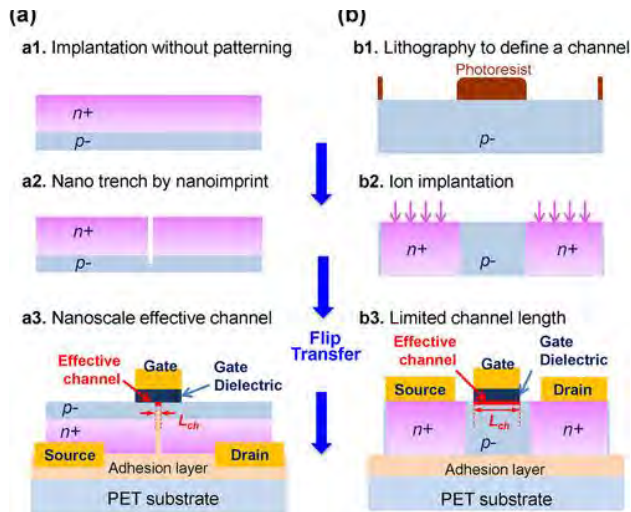 (a)
a1. Implantation without patterning
n+
p-
a2. Nano trench by nanoimprint
n+
p-
a3. Nanoscale effective channel
Effective
channel
Gate
Gate
Dielectric
p-
Lch
n+
Source
Drain
Adhesion layer
PET substrate
Flip
Transfer
(b)
b1. Lithography to define a channel
Photoresist
p-
b2. Ion implantation
n+
n+
p-
b3. Limited channel length
Effective
channel
Gate
Gate
Dielectric
Source
Drain
Lch
n+
n+
p-
Adhesion layer
PET substrate